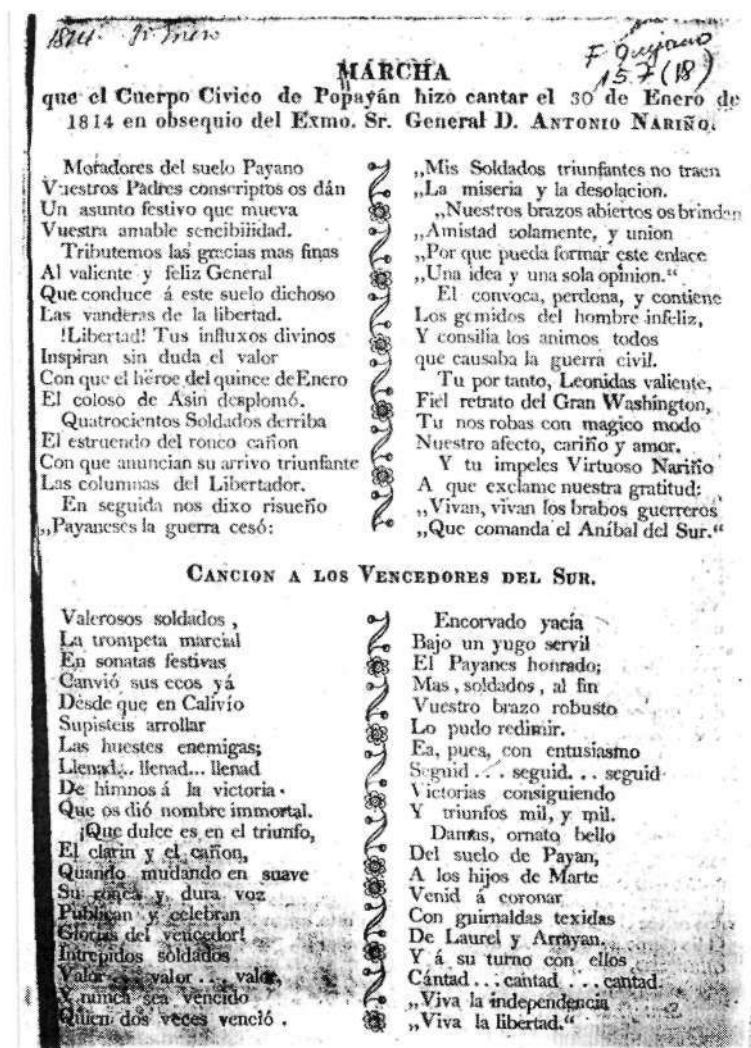 1814. Enero
F Quijano
157 (18)
MARCHA
que el Cuerpo Cívico de Popayán hizo cantar el 30 de Enero de
1814 en obsequio del Exmo. Sr. General D. ANTONIO NARIÑO.
Moradores del suelo Payano
Vuestros Padres conscriptos os dán
Un asunto festivo que mueva
Vuestra amable sencibilidad.
Tributemos las gracias mas finas
Al valiente y feliz General
Que conduce á este suelo dichoso
Las vanderas de la libertad.
!Libertad! Tus influxos divinos
Inspiran sin duda el valor
Con que el héroe del quince de Enero
El coloso de Asin desplomó.
Quatrocientos Soldados derriba
El estruendo del ronco cañon
Con que anuncian su arrivo triunfante
Las columnas del Libertador.
En seguida nos dixo risueño
„Payaneses la guerra cesó:
„Mis Soldados triunfantes no traen
„La miseria y la desolacion.
„Nuestros brazos abiertos os brindan
„Amistad solamente, y union
„Por que pueda formar este enlace
„Una idea y una sola opinion.“
El convoca, perdona, y contiene
Los gemidos del hombre infeliz,
Y consilia los animos todos
que causaba la guerra civil.
Tu por tanto, Leonidas valiente,
Fiel retrato del Gran Washington,
Tu nos robas con magico modo
Nuestro afecto, cariño y amor.
Y tu impeles Virtuoso Nariño
A que exclame nuestra gratitud:
„Vivan, vivan los brabos guerreros
„Que comanda el Aníbal del Sur.“
CANCION A LOS VENCEDORES DEL SUR.
Valerosos soldados ,
La trompeta marcial
En sonatas festivas
Canvió sus ecos yá
Desde que en Calivío
Supisteis arrollar
Las huestes enemigas;
Llenad... llenad... llenad
De himnos á la victoria
Que os dió nombre immortal.
¡Que dulce es en el triunfo,
El clarin y el cañon,
Quando mudando en suave
Su ronca y dura voz
Publican y celebran
Glorias del vencedor!
Intrepidos soldados
Valor... valor... valor,
Y nunca sea vencido
Quien dos veces venció .
Encorvado yacía
Bajo un yugo servil
El Payanes honrado;
Mas , soldados , al fin
Vuestro brazo robusto
Lo pudo redimir.
Ea, pues, con entusiasmo
Seguid... seguid... seguid
Victorias consiguiendo
Y triunfos mil, y mil.
Damas, ornato bello
Del suelo de Payan,
A los hijos de Marte
Venid á coronar
Con guirnaldas texidas
De Laurel y Arrayan.
Y á su turno con ellos
Cántad... cantad... cantad.
„Viva la independencia
„Viva la libertad.“